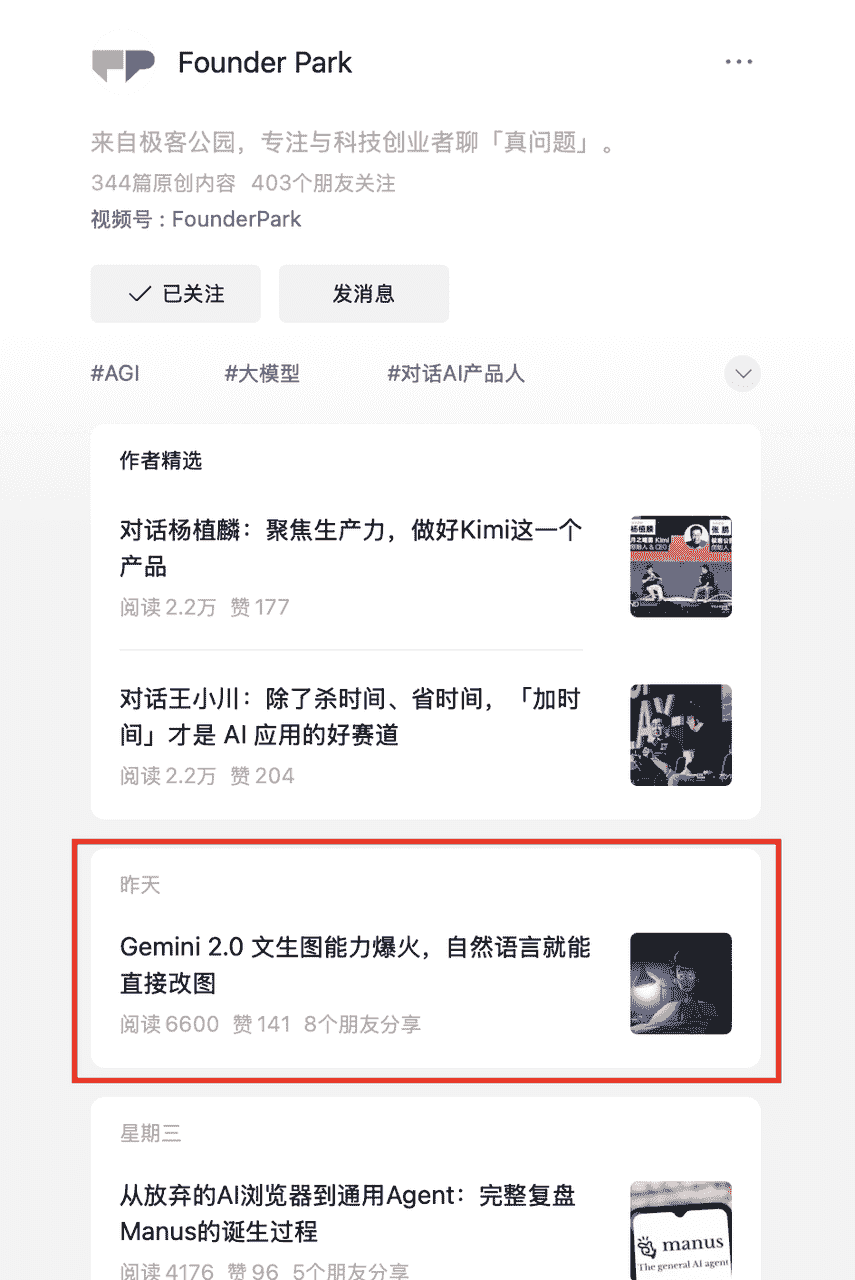 Founder Park
来自极客公园，专注与科技创业者聊「真问题」。
344篇原创内容 403个朋友关注
视频号 : FounderPark
已关注 发消息
#AGI #大模型 #对话AI产品人
作者精选
对话杨植麟：聚焦生产力，做好Kimi这一个
产品
阅读 2.2万 赞 177
杨植麟
张鹏
对话王小川：除了杀时间、省时间，「加时
间」才是 AI 应用的好赛道
阅读 2.2万 赞 204
昨天
Gemini 2.0 文生图能力爆火，自然语言就能
直接改图
阅读 6600 赞 141 8个朋友分享
星期三
从放弃的AI浏览器到通用Agent：完整复盘
Manus的诞生过程
阅读 4176 赞 96 5个朋友分享
manus
The general AI agent